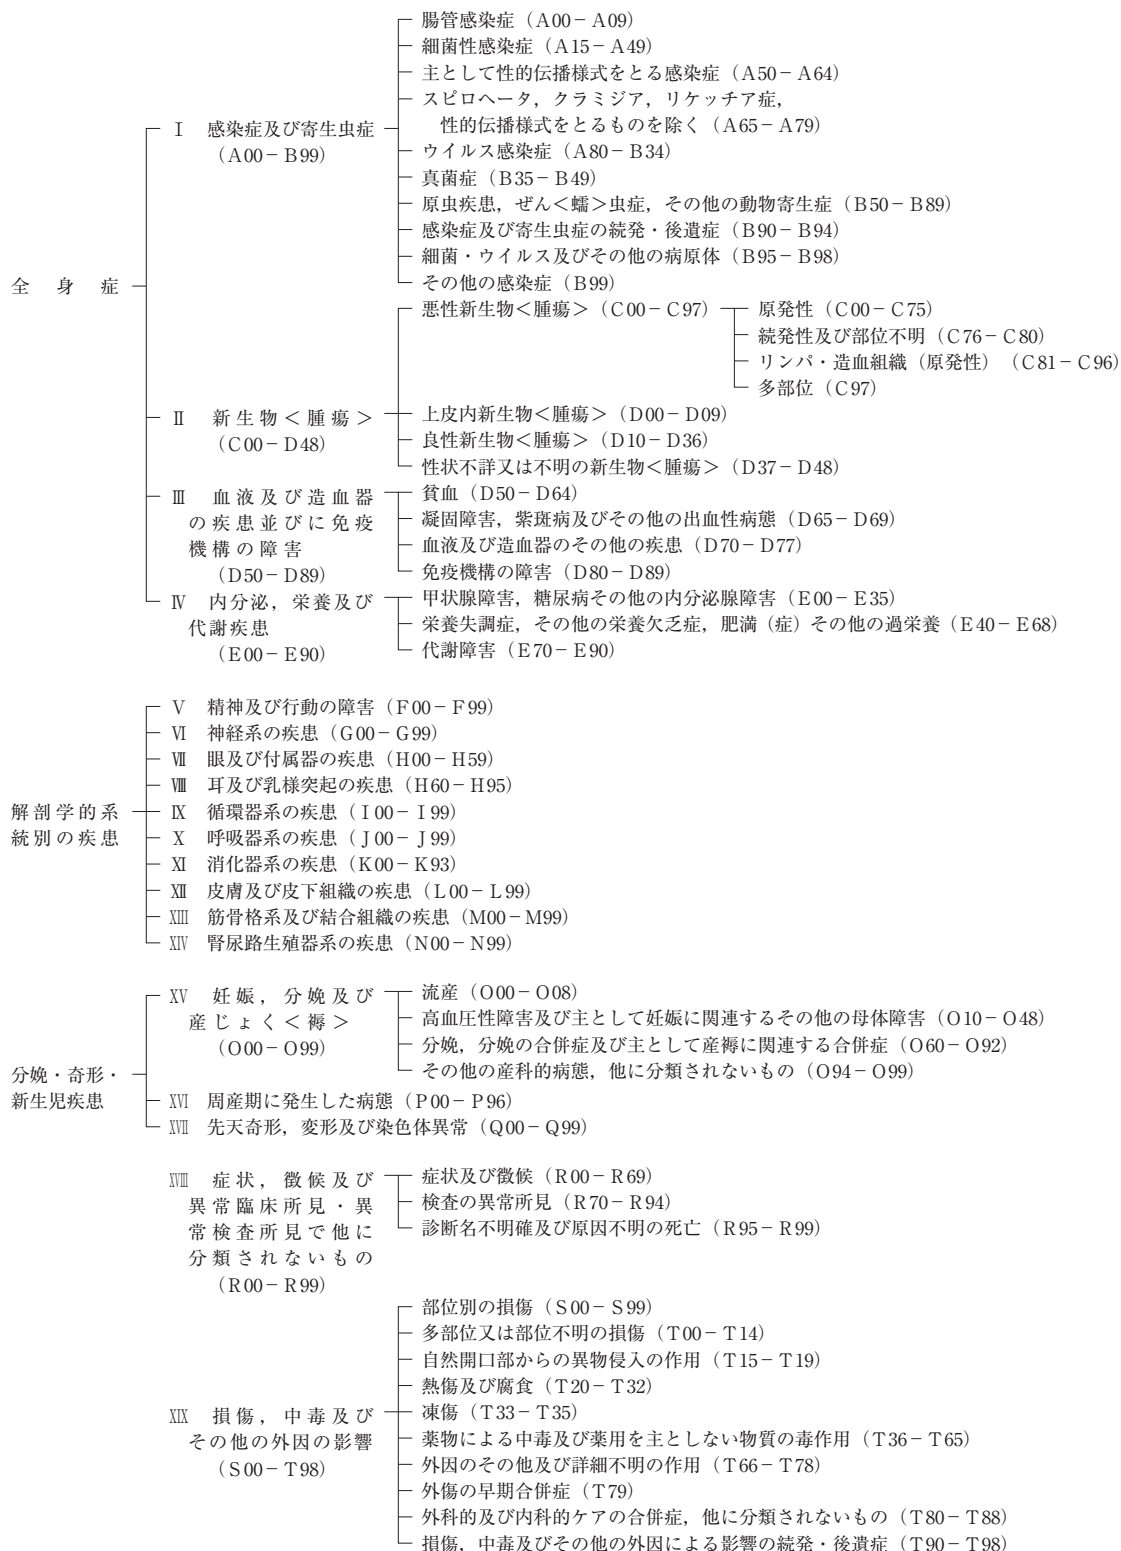 全身症
Ⅰ 感染症及び寄生虫症
（A00－B99）
腸管感染症（A00－A09）
細菌性感染症（A15－A49）
主として性的伝播様式をとる感染症（A50－A64）
スピロヘータ，クラミジア，リケッチア症，
性的伝播様式をとるものを除く（A65－A79）
ウイルス感染症（A80－B34）
真菌症（B35－B49）
原虫疾患，ぜん＜蠕＞虫症，その他の動物寄生症（B50－B89）
感染症及び寄生虫症の続発・後遺症（B90－B94）
細菌・ウイルス及びその他の病原体（B95－B98）
その他の感染症（B99）
Ⅱ 新生物＜腫瘍＞
（C00－D48）
悪性新生物＜腫瘍＞（C00－C97）
原発性（C00－C75）
続発性及び部位不明（C76－C80）
リンパ・造血組織（原発性）（C81－C96）
多部位（C97）
上皮内新生物＜腫瘍＞（D00－D09）
良性新生物＜腫瘍＞（D10－D36）
性状不詳又は不明の新生物＜腫瘍＞（D37－D48）
Ⅲ 血液及び造血器
の疾患並びに免疫
機構の障害
（D50－D89）
貧血（D50－D64）
凝固障害，紫斑病及びその他の出血性病態（D65－D69）
血液及び造血器のその他の疾患（D70－D77）
免疫機構の障害（D80－D89）
Ⅳ 内分泌，栄養及び
代謝疾患
（E00－E90）
甲状腺障害，糖尿病その他の内分泌腺障害（E00－E35）
栄養失調症，その他の栄養欠乏症，肥満（症）その他の過栄養（E40－E68）
代謝障害（E70－E90）
解剖学的系
統別の疾患
Ⅴ 精神及び行動の障害（F00－F99）
Ⅵ 神経系の疾患（G00－G99）
Ⅶ 眼及び付属器の疾患（H00－H59）
Ⅷ 耳及び乳様突起の疾患（H60－H95）
Ⅸ 循環器系の疾患（I00－I99）
Ⅹ 呼吸器系の疾患（J00－J99）
Ⅺ 消化器系の疾患（K00－K93）
Ⅻ 皮膚及び皮下組織の疾患（L00－L99）
XIII 筋骨格系及び結合組織の疾患（M00－M99）
XIV 腎尿路生殖器系の疾患（N00－N99）
分娩・奇形・
新生児疾患
XV 妊娠，分娩及び
産じょく＜褥＞
（O00－O99）
流産（O00－O08）
高血圧性障害及び主として妊娠に関連するその他の母体障害（O10－O48）
分娩，分娩の合併症及び主として産褥に関連する合併症（O60－O92）
その他の産科的病態，他に分類されないもの（O94－O99）
XVI 周産期に発生した病態（P00－P96）
XVII 先天奇形，変形及び染色体異常（Q00－Q99）
XVIII 症状，徴候及び
異常臨床所見・異
常検査所見で他に
分類されないもの
（R00－R99）
症状及び徴候（R00－R69）
検査の異常所見（R70－R94）
診断名不明確及び原因不明の死亡（R95－R99）
XIX 損傷，中毒及び
その他の外因の影響
（S00－T98）
部位別の損傷（S00－S99）
多部位又は部位不明の損傷（T00－T14）
自然開口部からの異物侵入の作用（T15－T19）
熱傷及び腐食（T20－T32）
凍傷（T33－T35）
薬物による中毒及び薬用を主としない物質の毒作用（T36－T65）
外因のその他及び詳細不明の作用（T66－T78）
外傷の早期合併症（T79）
外科的及び内科的ケアの合併症，他に分類されないもの（T80－T88）
損傷，中毒及びその他の外因による影響の続発・後遺症（T90－T98）